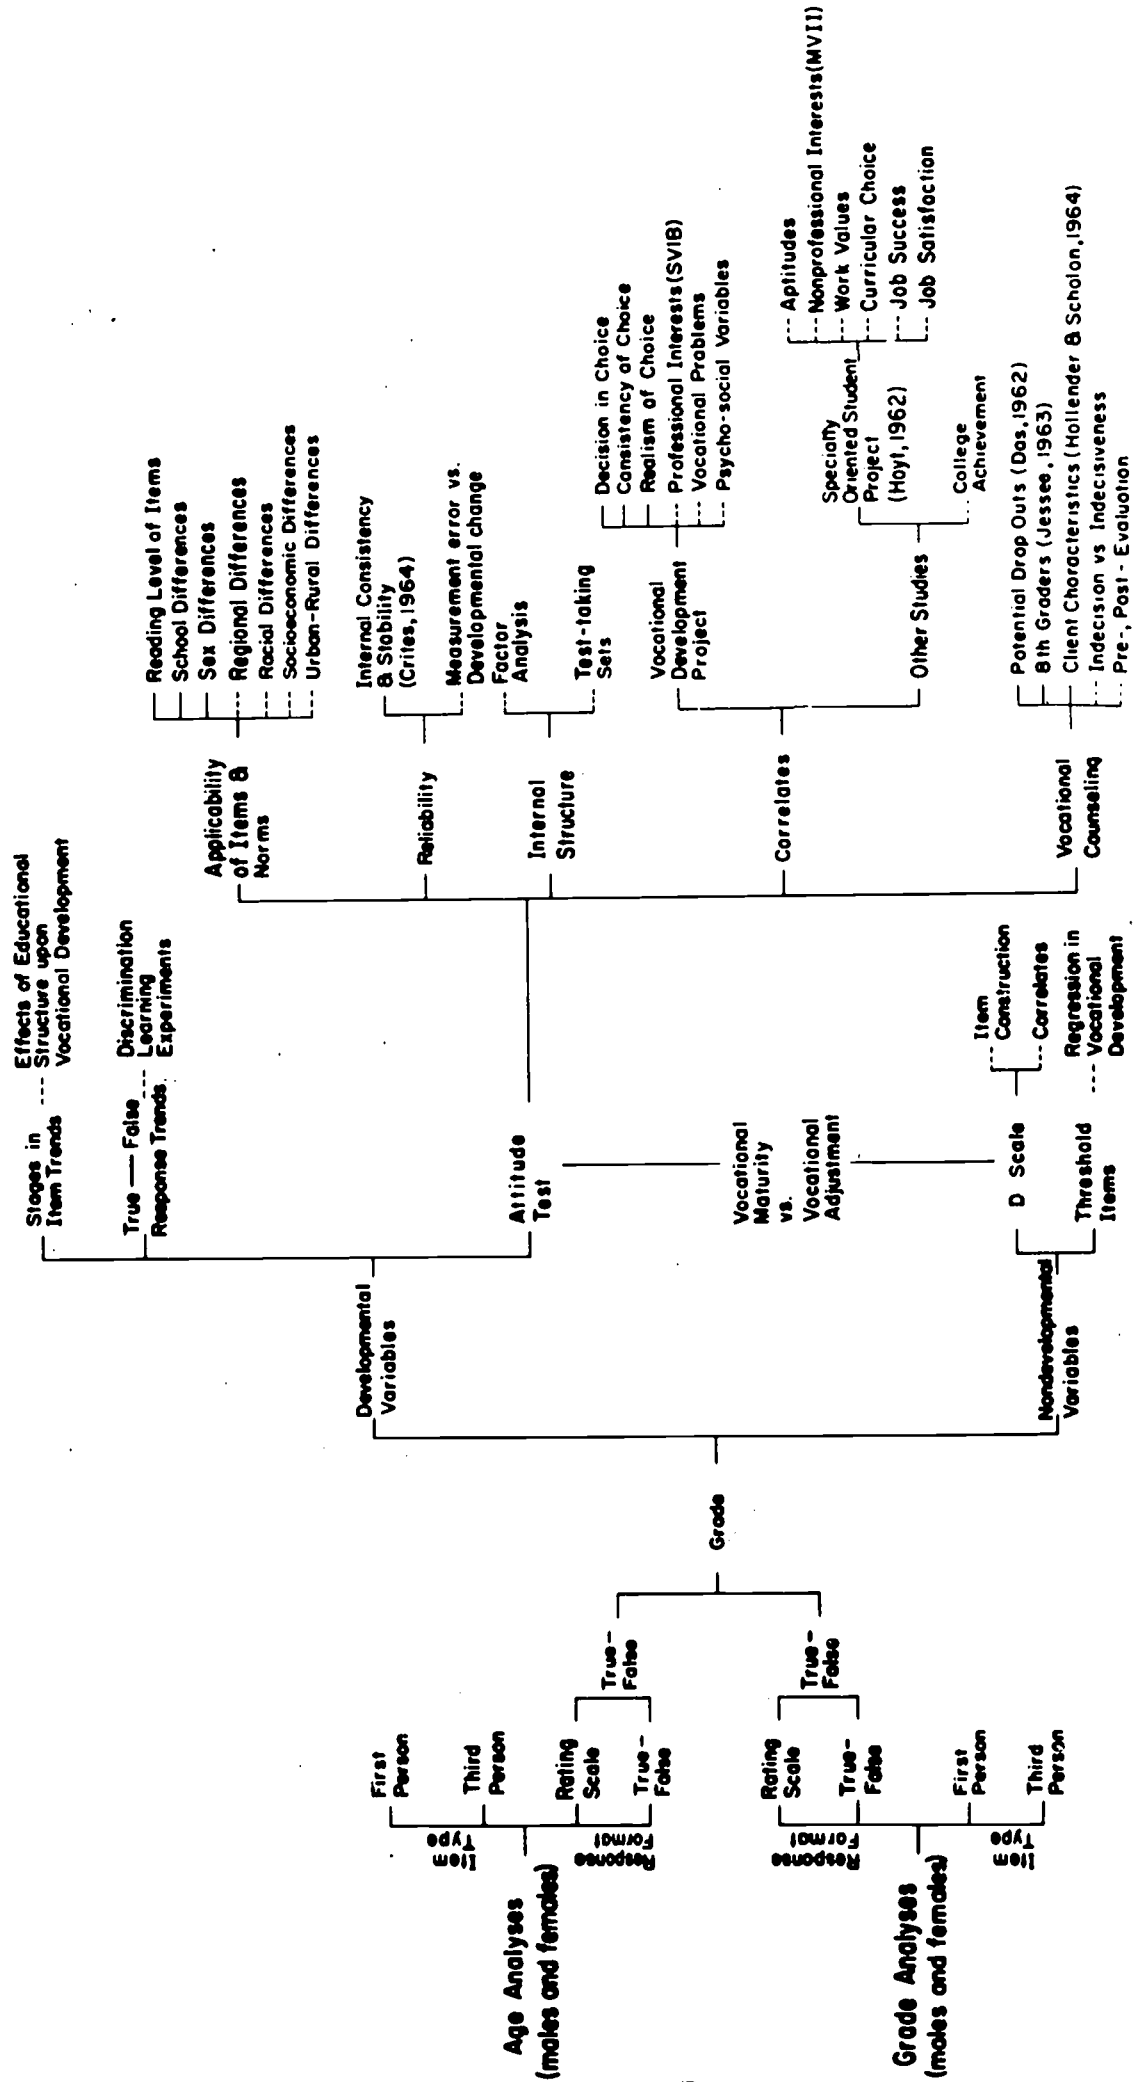 Age Analyses
(males and females)
Item
Type
Response
Format
First
Person
Third
Person
Rating
Scale
True-
False
True-
False
Grade Analyses
(males and females)
Response
Format
Item
Type
Rating
Scale
True-
False
First
Person
Third
Person
True-
False
Grade
Developmental
Variables
Nondevelopmental
Variables
Stages in
Item Trends
Effects of Educational
Structure upon
Vocational Development
True — False
Response Trends
Discrimination
Learning
Experiments
Attitude
Test
Vocational
Maturity
vs.
Vocational
Adjustment
D Scale
Item
Construction
Correlates
Threshold
Items
Regression in
Vocational
Development
Applicability
of Items &
Norms
Reading Level of Items
School Differences
Sex Differences
Regional Differences
Racial Differences
Socioeconomic Differences
Urban-Rural Differences
Reliability
Internal Consistency
& Stability
(Crites, 1964)
Measurement error vs.
Developmental change
Internal
Structure
Factor
Analysis
Test-taking
Sets
Correlates
Vocational
Development
Project
Decision in Choice
Consistency of Choice
Realism of Choice
Professional Interests (SVIB)
Vocational Problems
Psycho-social Variables
Other Studies
Specialty
Oriented Student
Project
(Hoyt, 1962)
Aptitudes
Nonprofessional Interests (MVII)
Work Values
Curricular Choice
Job Success
Job Satisfaction
College
Achievement
Vocational
Counseling
Potential Drop Outs (Das, 1962)
8th Graders (Jessee, 1963)
Client Characteristics (Hollender & Scholon, 1964)
Indecision vs Indecisiveness
Pre-, Post- Evaluation